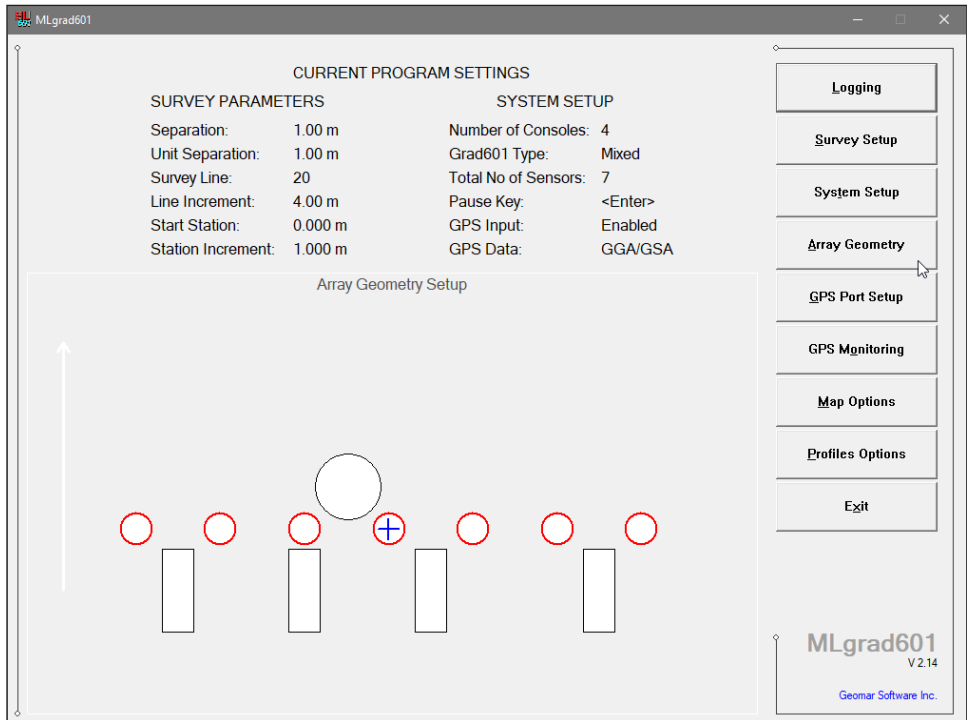 MLgrad601
CURRENT PROGRAM SETTINGS
SURVEY PARAMETERS SYSTEM SETUP
Separation: 1.00 m Number of Consoles: 4
Unit Separation: 1.00 m Grad601 Type: Mixed
Survey Line: 20 Total No of Sensors: 7
Line Increment: 4.00 m Pause Key: <Enter>
Start Station: 0.000 m GPS Input: Enabled
Station Increment: 1.000 m GPS Data: GGA/GSA
Array Geometry Setup
Logging
Survey Setup
System Setup
Array Geometry
GPS Port Setup
GPS Monitoring
Map Options
Profiles Options
Exit
MLgrad601
V 2.14
Geomar Software Inc.